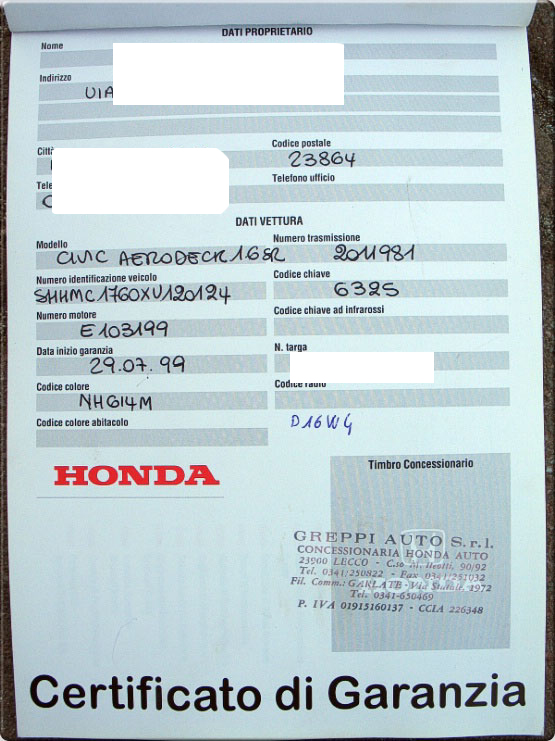 DATI PROPRIETARIO
Nome
Indirizzo
VIA
Codice postale
23864
Telefono ufficio
DATI VETTURA
Modello
CIVIC AERODECK 1.6 SR
Numero trasmissione
2011981
Numero identificazione veicolo
SHHMC1760XU120124
Codice chiave
6325
Numero motore
E103199
Codice chiave ad infrarossi
Data inizio garanzia
29.07.99
N. targa
Codice colore
NH614M
Codice radio
Codice colore abitacolo
D16W4
HONDA
Timbro Concessionario
GREPPI AUTO S.r.l.
CONCESSIONARIA HONDA AUTO
23900 LECCO - C.so M. 90/92
Tel. 0341/250822 - Fax 0341/251032
Fil. Comm.: GARLATE - Via Statale, 1972
Tel. 0341-650469
P. IVA 01915160137 - CCIA 226348
Certificato di Garanzia